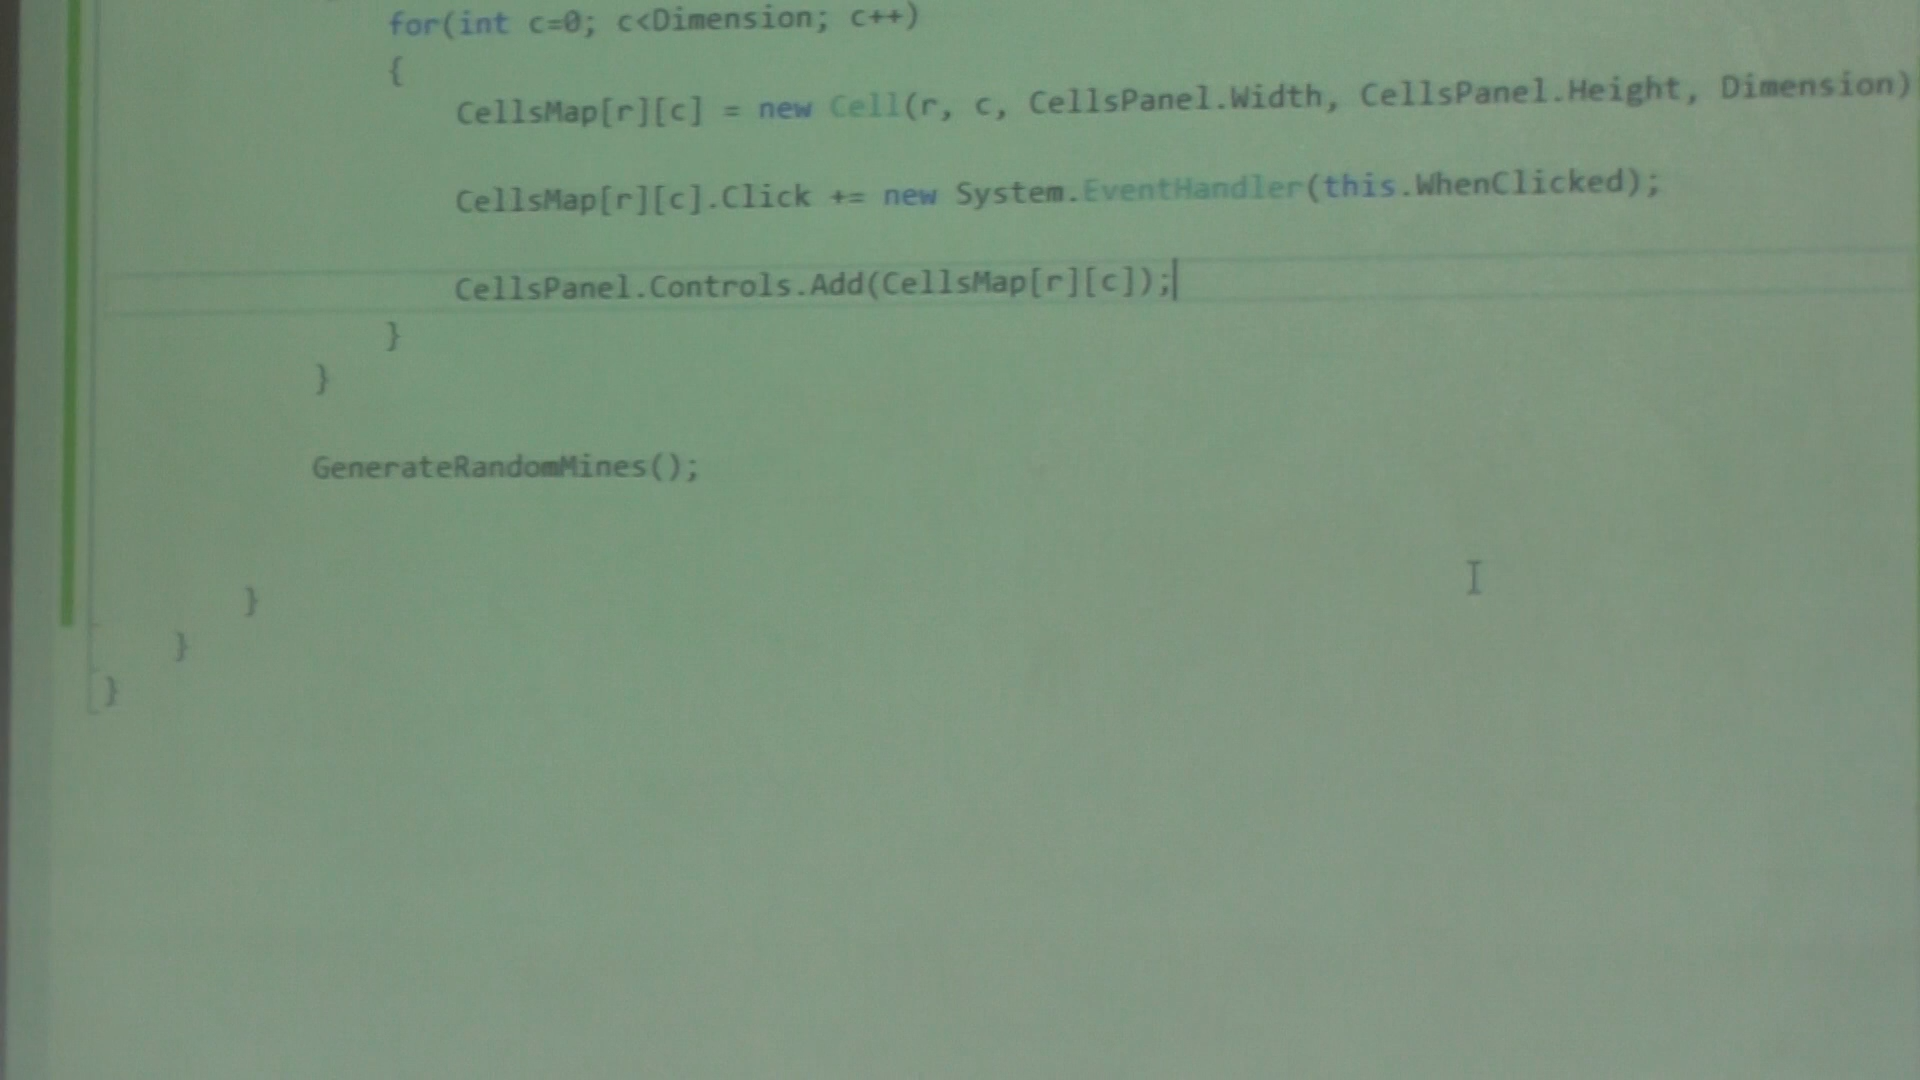 for(int c=0; c<Dimension; c++)
{
CellsMap[r][c] = new Cell(r, c, CellsPanel.Width, CellsPanel.Height, Dimension)
CellsMap[r][c].Click += new System.EventHandler(this.WhenClicked);
CellsPanel.Controls.Add(CellsMap[r][c]);
}
}
GenerateRandomMines();
}
}
}